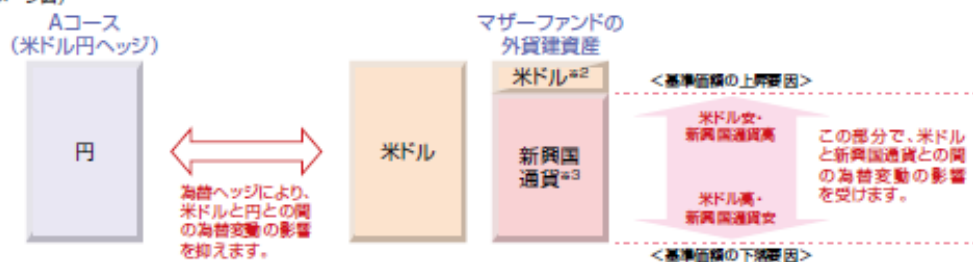 Aコース
(米ドル円ヘッジ)
マザーファンドの
外貨建資産
円
為替ヘッジにより、
米ドルと円との間
の為替変動の影響
を抑えます。
米ドル
米ドル※2
新興国
通貨※3
<基準価額の上昇要因>
米ドル安・
新興国通貨高
米ドル高・
新興国通貨安
<基準価額の下落要因>
この部分で、米ドル
と新興国通貨との間
の為替変動の影響
を受けます。